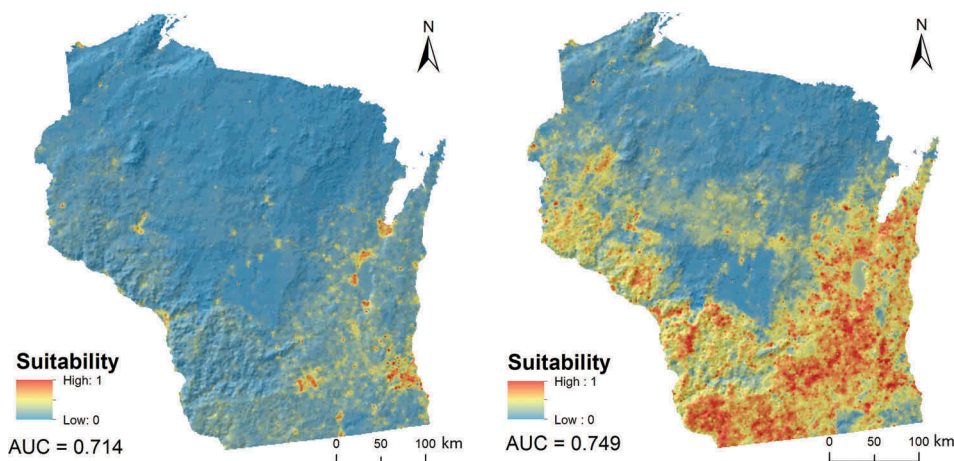 N
Suitability
High: 1
Low: 0
AUC = 0.714
0 50 100 km
N
Suitability
High : 1
Low : 0
AUC = 0.749
0 50 100 km